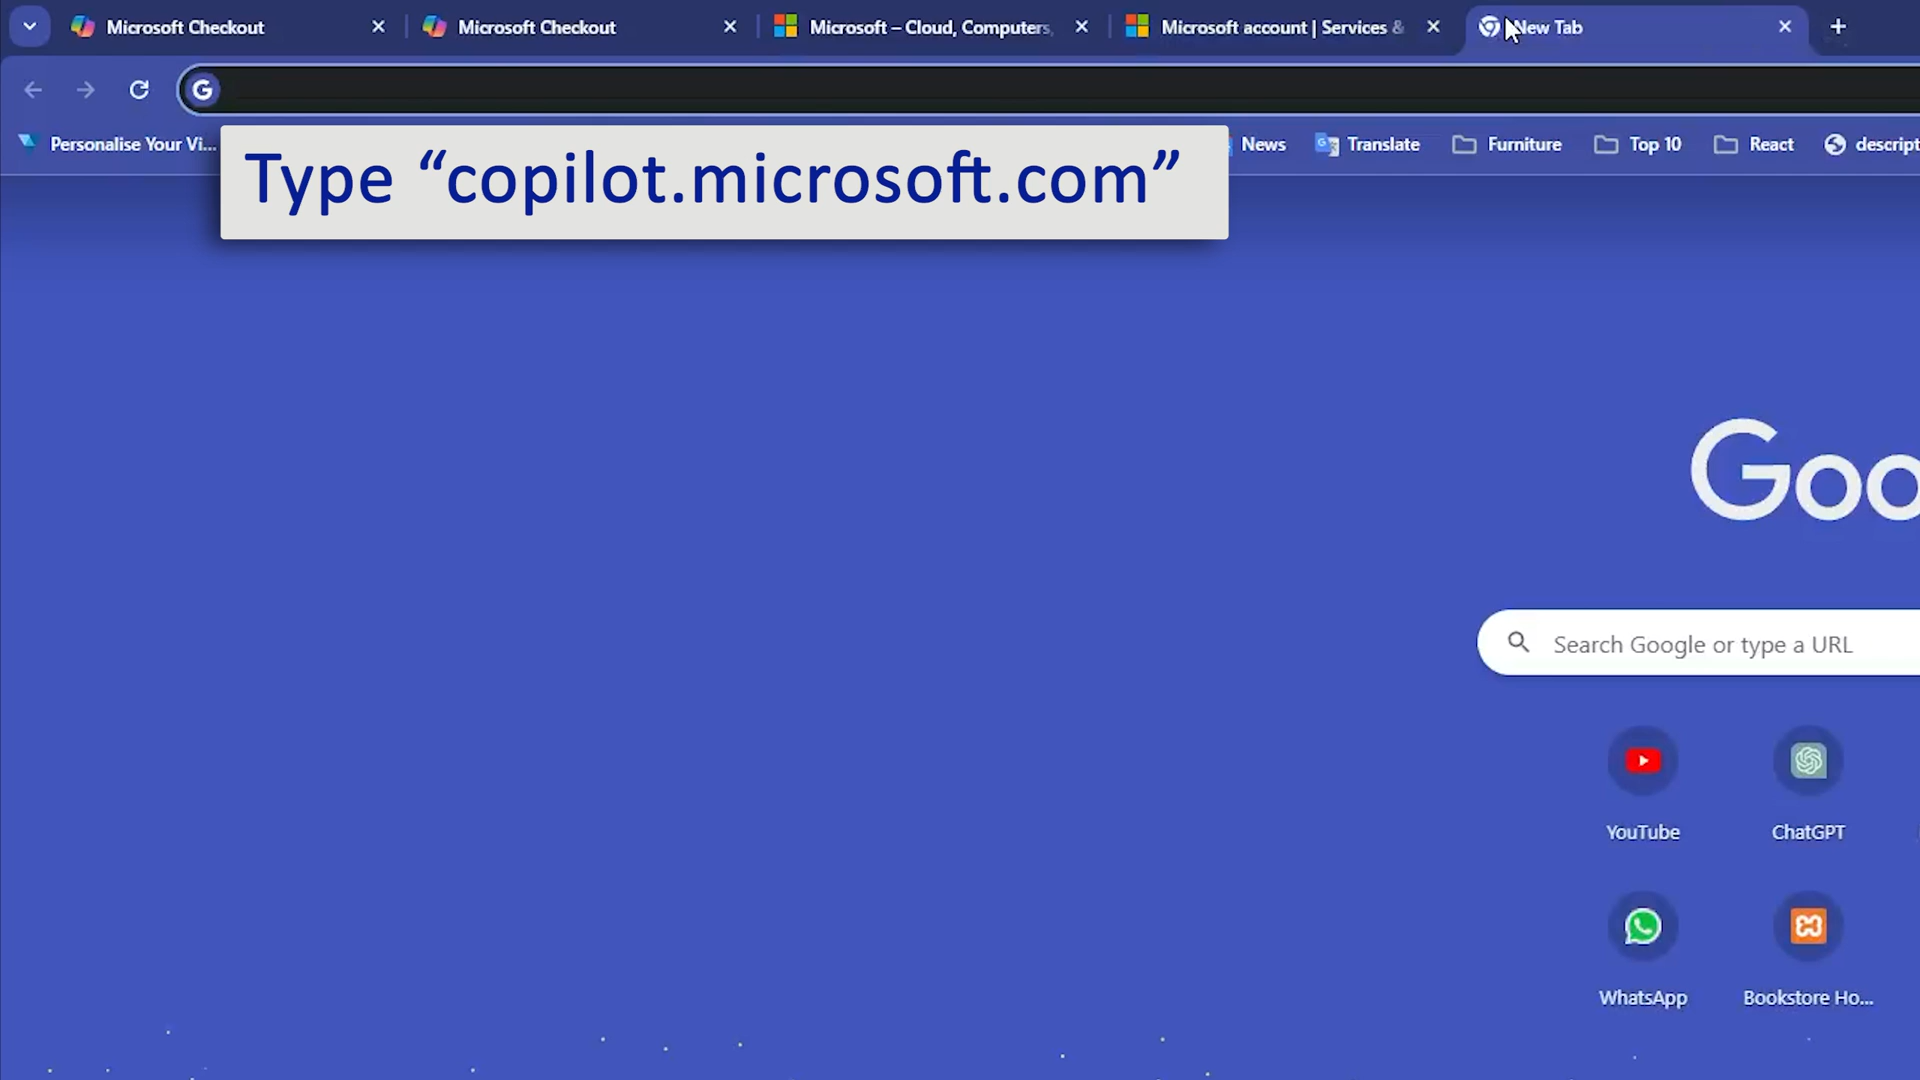 Microsoft Checkout
Microsoft Checkout
Microsoft – Cloud, Computers,
Microsoft account | Services &
New Tab
Personalise Your Vi...
News
Translate
Furniture
Top 10
React
descript
Type “copilot.microsoft.com”
Goo
Search Google or type a URL
YouTube
ChatGPT
WhatsApp
Bookstore Ho...